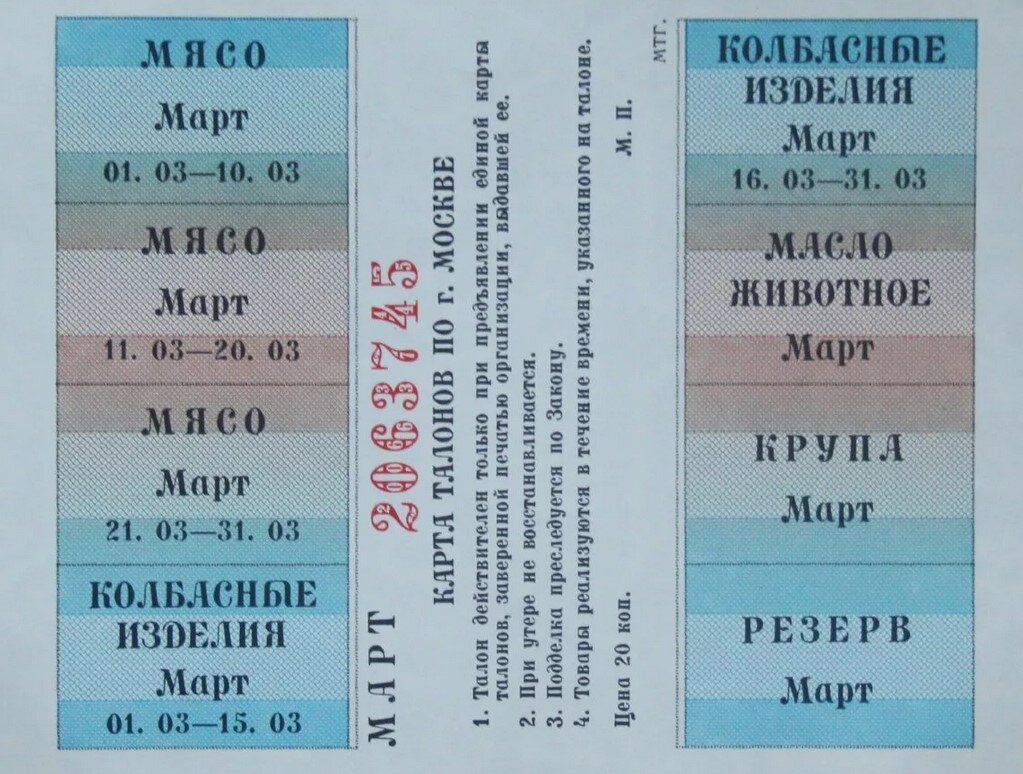 МЯСО
Март
01. 03—10. 03
МЯСО
Март
11. 03—20. 03
МЯСО
Март
21. 03—31. 03
КОЛБАСНЫЕ
ИЗДЕЛИЯ
Март
01. 03—15. 03
МАРТ 2063745
КАРТА ТАЛОНОВ ПО г. МОСКВЕ
1. Талон действителен только при предъявлении единой карты
талонов, заверенной печатью организации, выдавшей ее.
2. При утере не восстанавливается.
3. Подделка преследуется по Закону.
4. Товары реализуются в течение времени, указанного на талоне.
Цена 20 коп. М. П.
МТГ.
КОЛБАСНЫЕ
ИЗДЕЛИЯ
Март
16. 03—31. 03
МАСЛО
ЖИВОТНОЕ
Март
КРУПА
Март
РЕЗЕРВ
Март